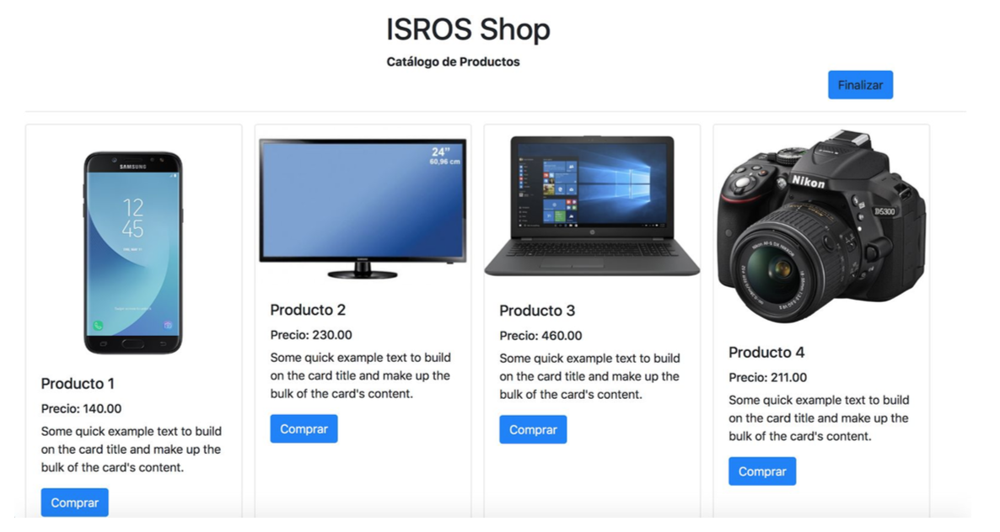 ISROS Shop
Catálogo de Productos
Finalizar
SAMSUNG
12
45
Producto 1
Precio: 140.00
Some quick example text to build
on the card title and make up the
bulk of the card's content.
Comprar
24"
60,96 cm
Producto 2
Precio: 230.00
Some quick example text to build
on the card title and make up the
bulk of the card's content.
Comprar
Producto 3
Precio: 460.00
Some quick example text to build
on the card title and make up the
bulk of the card's content.
Comprar
Nikon
D5300
Producto 4
Precio: 211.00
Some quick example text to build
on the card title and make up the
bulk of the card's content.
Comprar